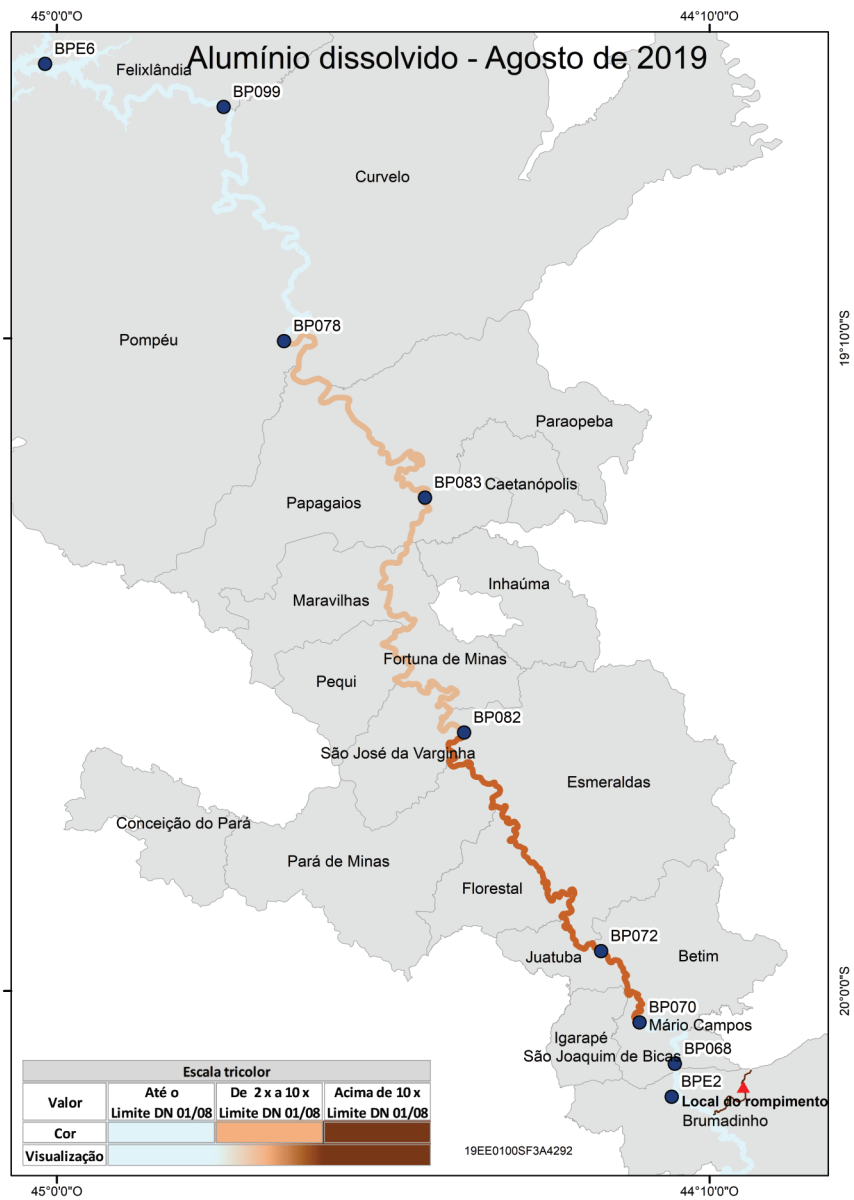 45°0'0"O
44°10'0"O
BPE6
Alumínio dissolvido - Agosto de 2019
Felixlândia
BP099
Curvelo
BP078
Pompéu
19°10'0"S
Paraopeba
BP083
Caetanópolis
Papagaios
Inhaúma
Maravilhas
Fortuna de Minas
Pequi
BP082
São José da Varginha
Esmeraldas
Conceição do Pará
Pará de Minas
Florestal
BP072
Juatuba
Betim
20°0'0"S
BP070
Mário Campos
Igarapé
São Joaquim de Bicas
BP068
BPE2
Local do rompimento
Brumadinho
Escala tricolor
Valor
Até o
Limite DN 01/08
De 2 x a 10 x
Limite DN 01/08
Acima de 10 x
Limite DN 01/08
Cor
Visualização
19EE0100SF3A4292
45°0'0"O
44°10'0"O